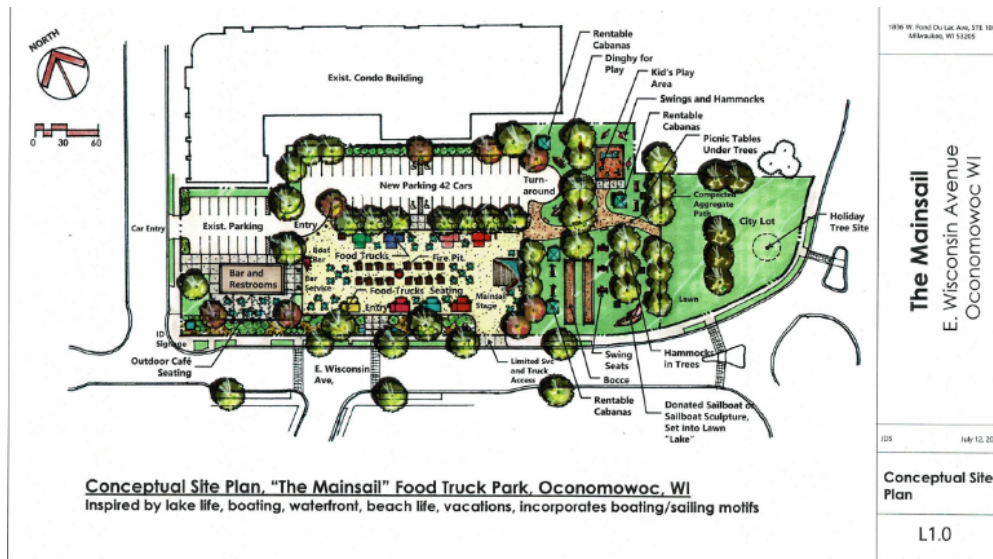 NORTH
0 30 60
Exist. Condo Building
Rentable
Cabanas
Dinghy for
Play
Kid's Play
Area
Swings and Hammocks
Rentable
Cabanas
Picnic Tables
Under Trees
New Parking 42 Cars
Turn-
around
Compacted
Aggregate
Path
City Lot
Holiday
Tree Site
Car Entry
Exist. Parking
Entry
Boat
Bar
Food Trucks
Fire Pit
Bar and
Restrooms
Bar
Service
Food Trucks Seating
Entry
Mainsail
Stage
Lawn
ID
Signage
Outdoor Café
Seating
E. Wisconsin
Ave,
Limited Svc
and Truck
Access
Swing
Seats
Bocce
Rentable
Cabanas
Hammocks
in Trees
Donated Sailboat or
Sailboat Sculpture,
Set into Lawn
"Lake"
Conceptual Site Plan, "The Mainsail" Food Truck Park, Oconomowoc, WI
Inspired by lake life, boating, waterfront, beach life, vacations, incorporates boating/sailing motifs
1836 W. Fond Du Lac Ave, STE 10
Milwaukee, WI 53205
The Mainsail
E. Wisconsin Avenue
Oconomowoc WI
JDS July 12, 20
Conceptual Site
Plan
L1.0